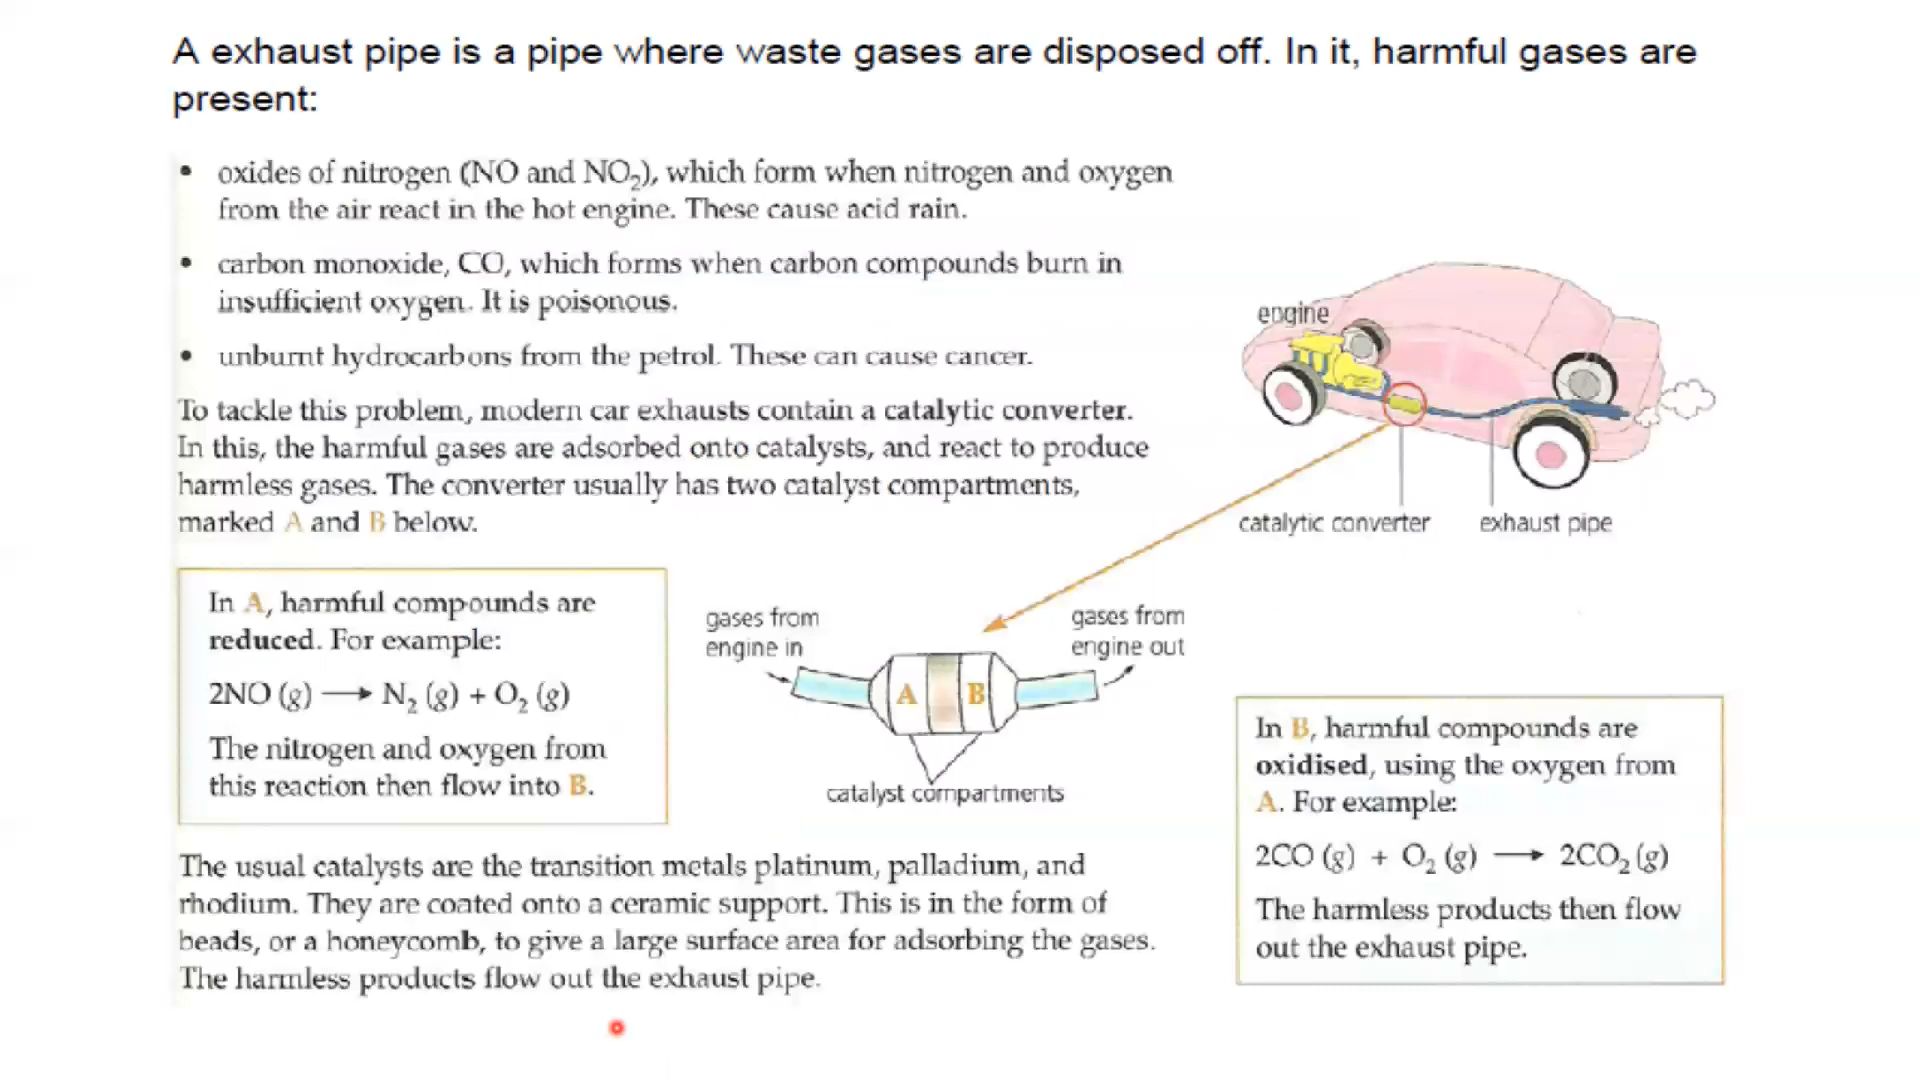 A exhaust pipe is a pipe where waste gases are disposed off. In it, harmful gases are
present:
• oxides of nitrogen (NO and NO₂), which form when nitrogen and oxygen
from the air react in the hot engine. These cause acid rain.
• carbon monoxide, CO, which forms when carbon compounds burn in
insufficient oxygen. It is poisonous.
• unburnt hydrocarbons from the petrol. These can cause cancer.
To tackle this problem, modern car exhausts contain a catalytic converter.
In this, the harmful gases are adsorbed onto catalysts, and react to produce
harmless gases. The converter usually has two catalyst compartments,
marked A and B below.
engine
catalytic converter
exhaust pipe
In A, harmful compounds are
reduced. For example:
2NO (g) ⟶ N₂ (g) + O₂ (g)
The nitrogen and oxygen from
this reaction then flow into B.
gases from
engine in
gases from
engine out
A
B
catalyst compartments
In B, harmful compounds are
oxidised, using the oxygen from
A. For example:
2CO (g) + O₂ (g) ⟶ 2CO₂ (g)
The harmless products then flow
out the exhaust pipe.
The usual catalysts are the transition metals platinum, palladium, and
rhodium. They are coated onto a ceramic support. This is in the form of
beads, or a honeycomb, to give a large surface area for adsorbing the gases.
The harmless products flow out the exhaust pipe.